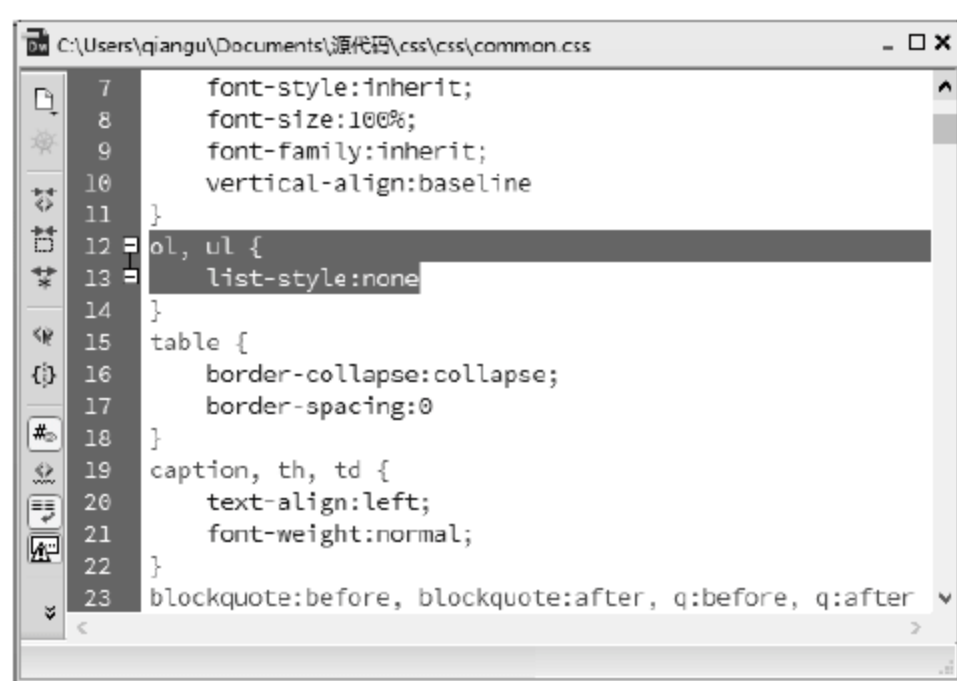 Dw C:\Users\qiangu\Documents\源代码\css\css\common.css
7 font-style:inherit;
8 font-size:100%;
9 font-family:inherit;
10 vertical-align:baseline
11 }
12 ol, ul {
13 list-style:none
14 }
15 table {
16 border-collapse:collapse;
17 border-spacing:0
18 }
19 caption, th, td {
20 text-align:left;
21 font-weight:normal;
22 }
23 blockquote:before, blockquote:after, q:before, q:after